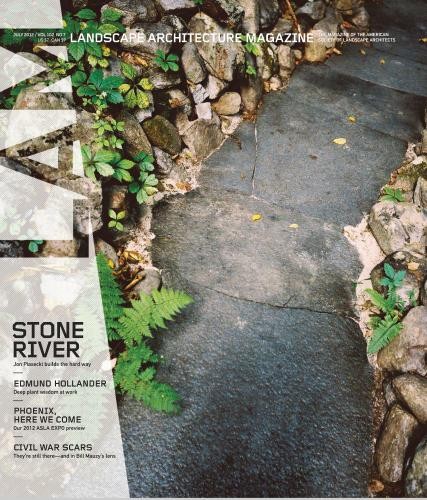 JULY 2012 / VOL 102 NO 7
US $7 CAN $9
LANDSCAPE ARCHITECTURE MAGAZINE
THE MAGAZINE OF THE AMERICAN
SOCIETY OF LANDSCAPE ARCHITECTS
LAM
STONE
RIVER
Jon Piasecki builds the hard way
EDMUND HOLLANDER
Deep plant wisdom at work
PHOENIX,
HERE WE COME
Our 2012 ASLA EXPO preview
CIVIL WAR SCARS
They're still there—and in Bill Mauzy's lens